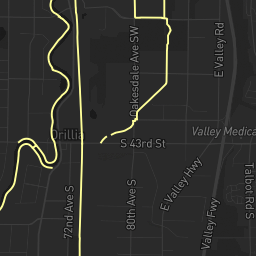 Oakesdale Ave SW
E Valley Rd
Orillia
Valley Medica
S 43rd St
72nd Ave S
80th Ave S
E Valley Hwy
Valley Fwy
Talbot Rd S